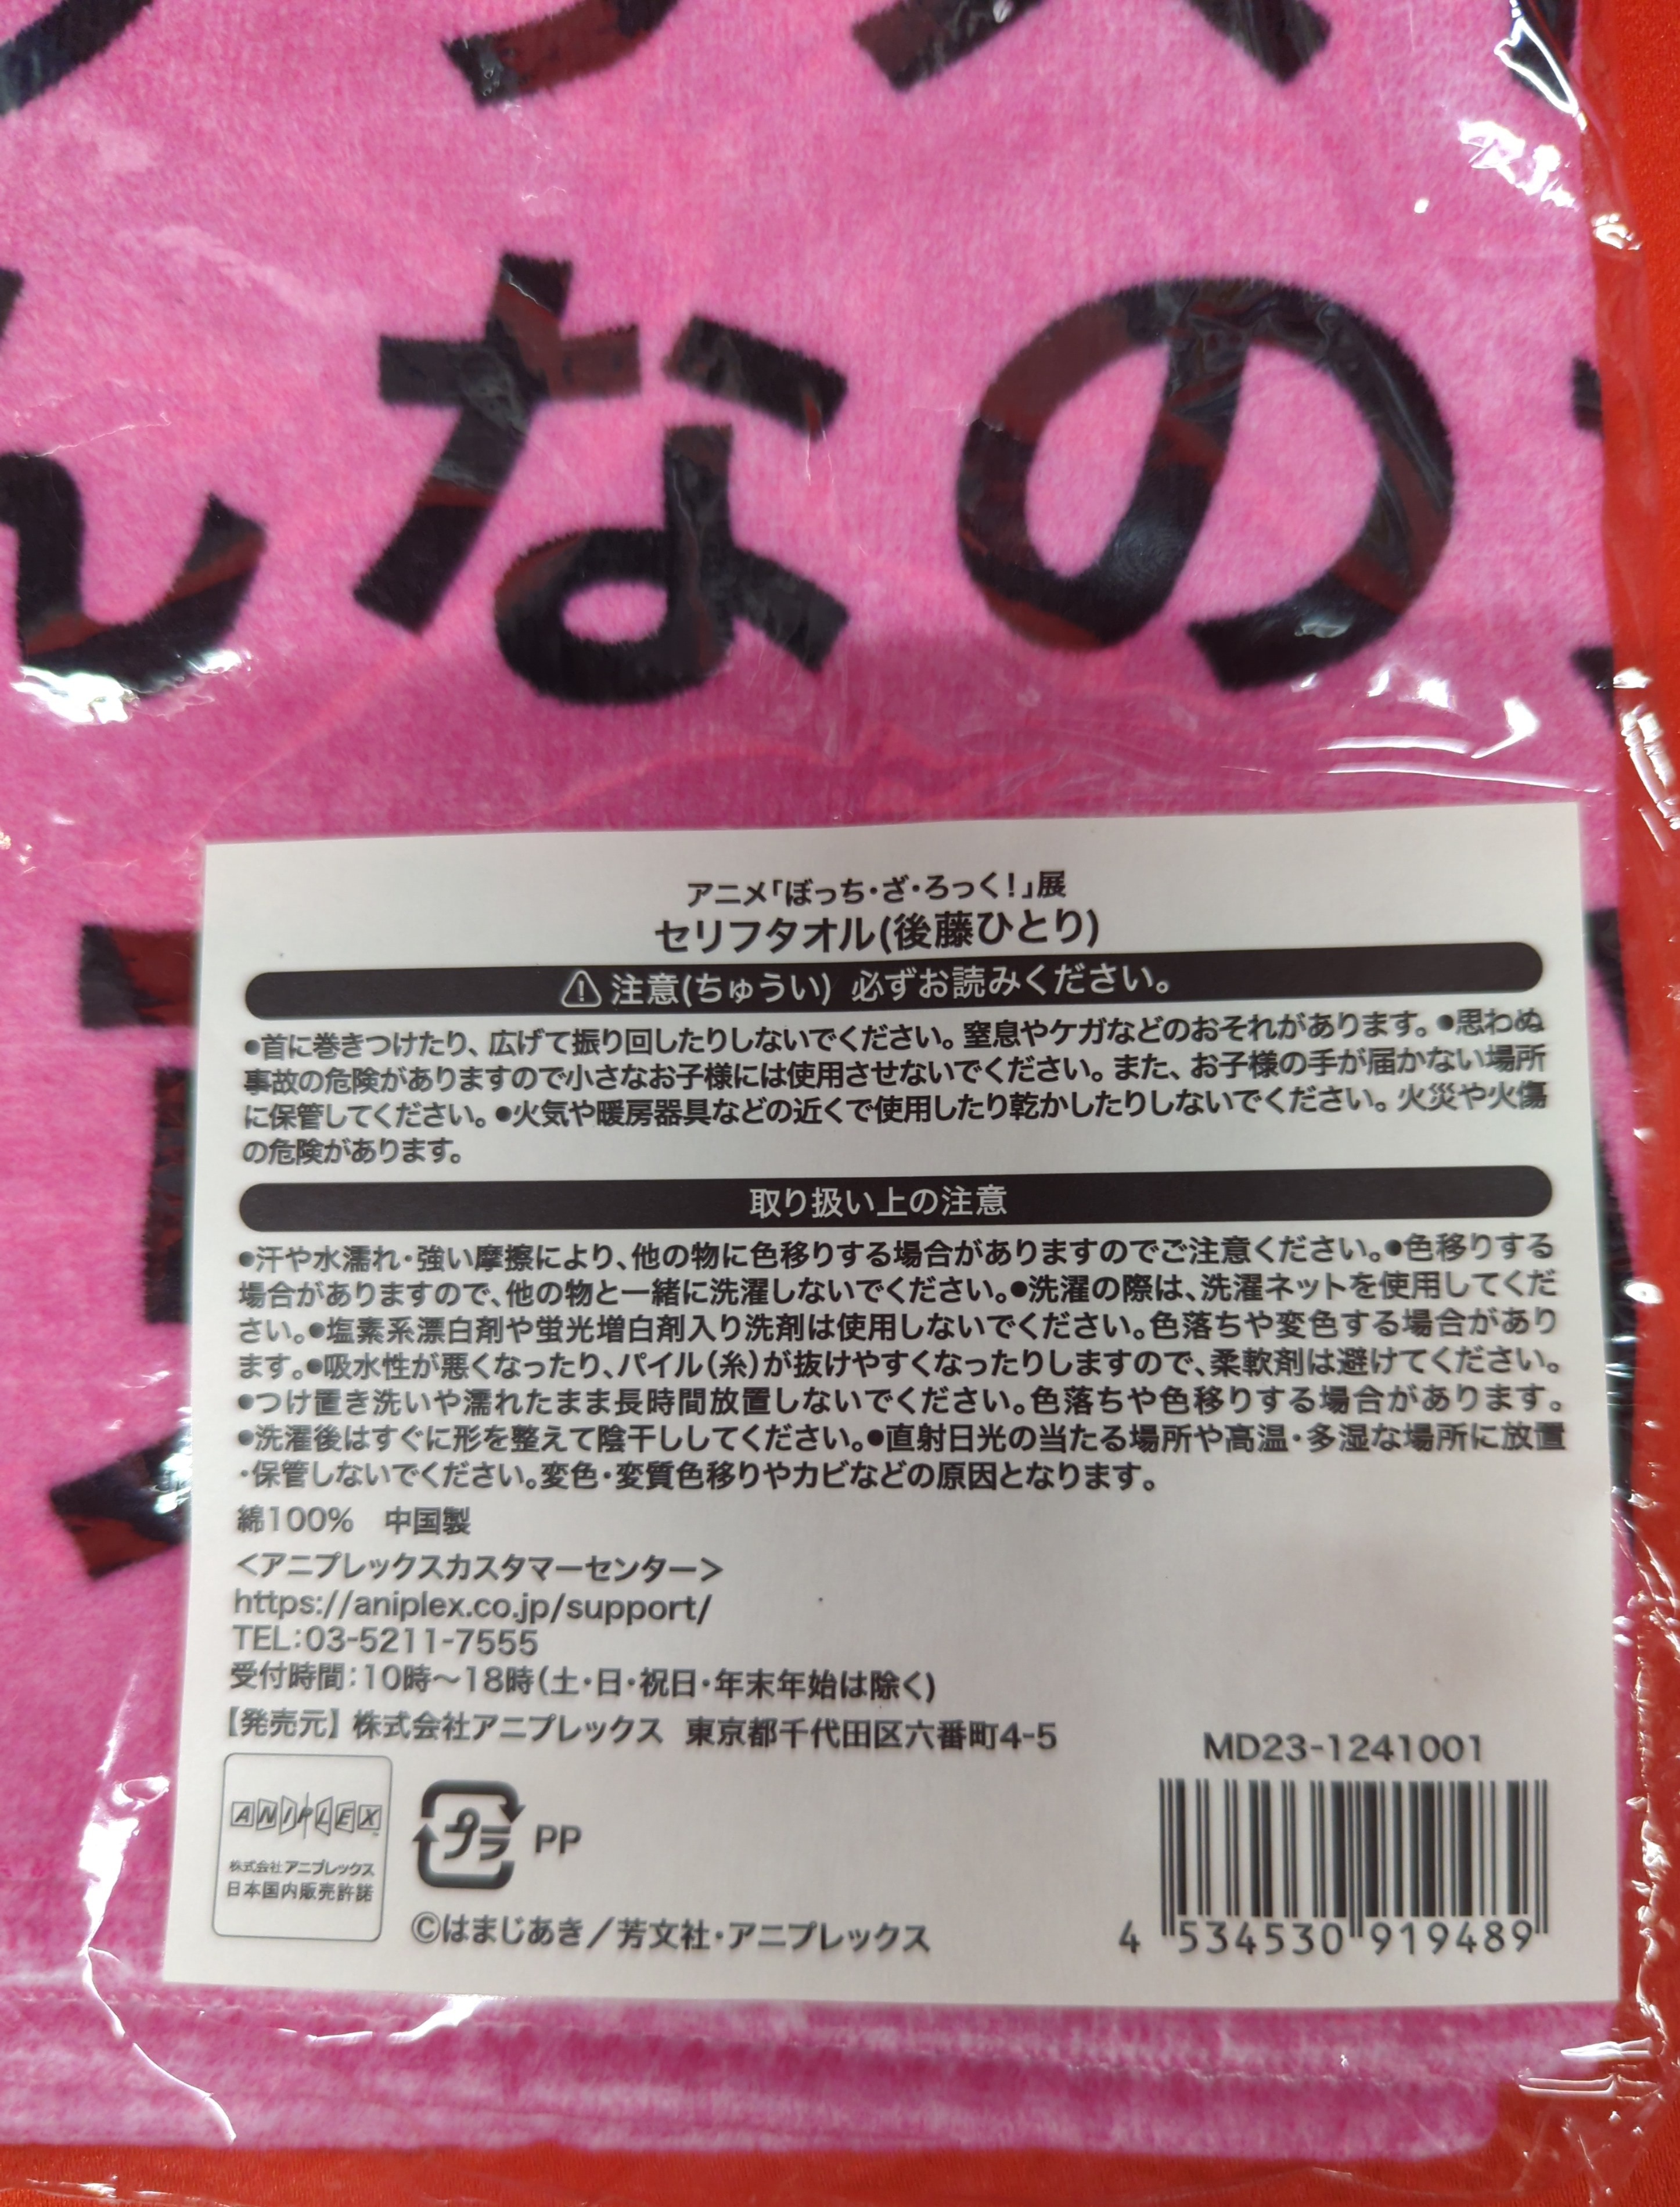 んなの
アニメ「ぼっち・ざ・ろっく!」展
セリフタオル(後藤ひとり)
注意(ちゅうい) 必ずお読みください。
●首に巻きつけたり、広げて振り回したりしないでください。窒息やケガなどのおそれがあります。●思わぬ
事故の危険がありますので小さなお子様には使用させないでください。また、お子様の手が届かない場所
に保管してください。●火気や暖房器具などの近くで使用したり乾かしたりしないでください。火災や火傷
の危険があります。
取り扱い上の注意
●汗や水濡れ・強い摩擦により、他の物に色移りする場合がありますのでご注意ください。●色移りする
場合がありますので、他の物と一緒に洗濯しないでください。●洗濯の際は、洗濯ネットを使用してくだ
さい。●塩素系漂白剤や蛍光増白剤入り洗剤は使用しないでください。色落ちや変色する場合があり
ます。●吸水性が悪くなったり、パイル(糸)が抜けやすくなったりしますので、柔軟剤は避けてください。
●つけ置き洗いや濡れたまま長時間放置しないでください。色落ちや色移りする場合があります。
●洗濯後はすぐに形を整えて陰干ししてください。●直射日光の当たる場所や高温・多湿な場所に放置
・保管しないでください。変色・変質色移りやカビなどの原因となります。
綿100% 中国製
<アニプレックスカスタマーセンター>
https://aniplex.co.jp/support/
TEL:03-5211-7555
受付時間:10時～18時(土・日・祝日・年末年始は除く)
【発売元】株式会社アニプレックス 東京都千代田区六番町4-5
MD23-1241001
ANIPLEX
株式会社アニプレックス
日本国内販売許諾
プラ PP
©はまじあき/芳文社・アニプレックス
4 534530 919489